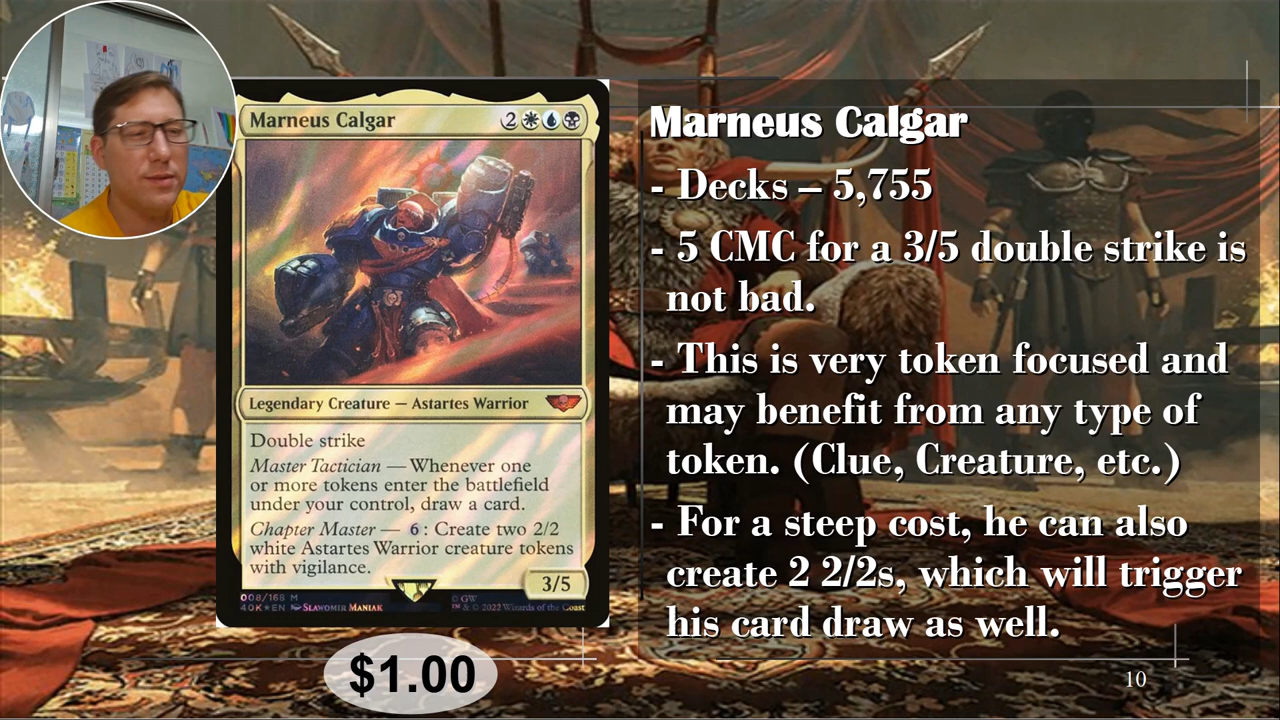 Marneus Calgar 2
Double strike
Legendary Creature — Astartes Warrior
Master Tactician — Whenever one
or more tokens enter the battlefield
under your control, draw a card.
Chapter Master — 6: Create two 2/2
white Astartes Warrior creature tokens
with vigilance.
3/5
008/168 M
40K★EN SLAWOMIR MANIAK
© GW
™ & © 2022 Wizards of the Coast
$1.00
Marneus Calgar
- Decks – 5,755
- 5 CMC for a 3/5 double strike is
not bad.
- This is very token focused and
may benefit from any type of
token. (Clue, Creature, etc.)
- For a steep cost, he can also
create 2 2/2s, which will trigger
his card draw as well.
10